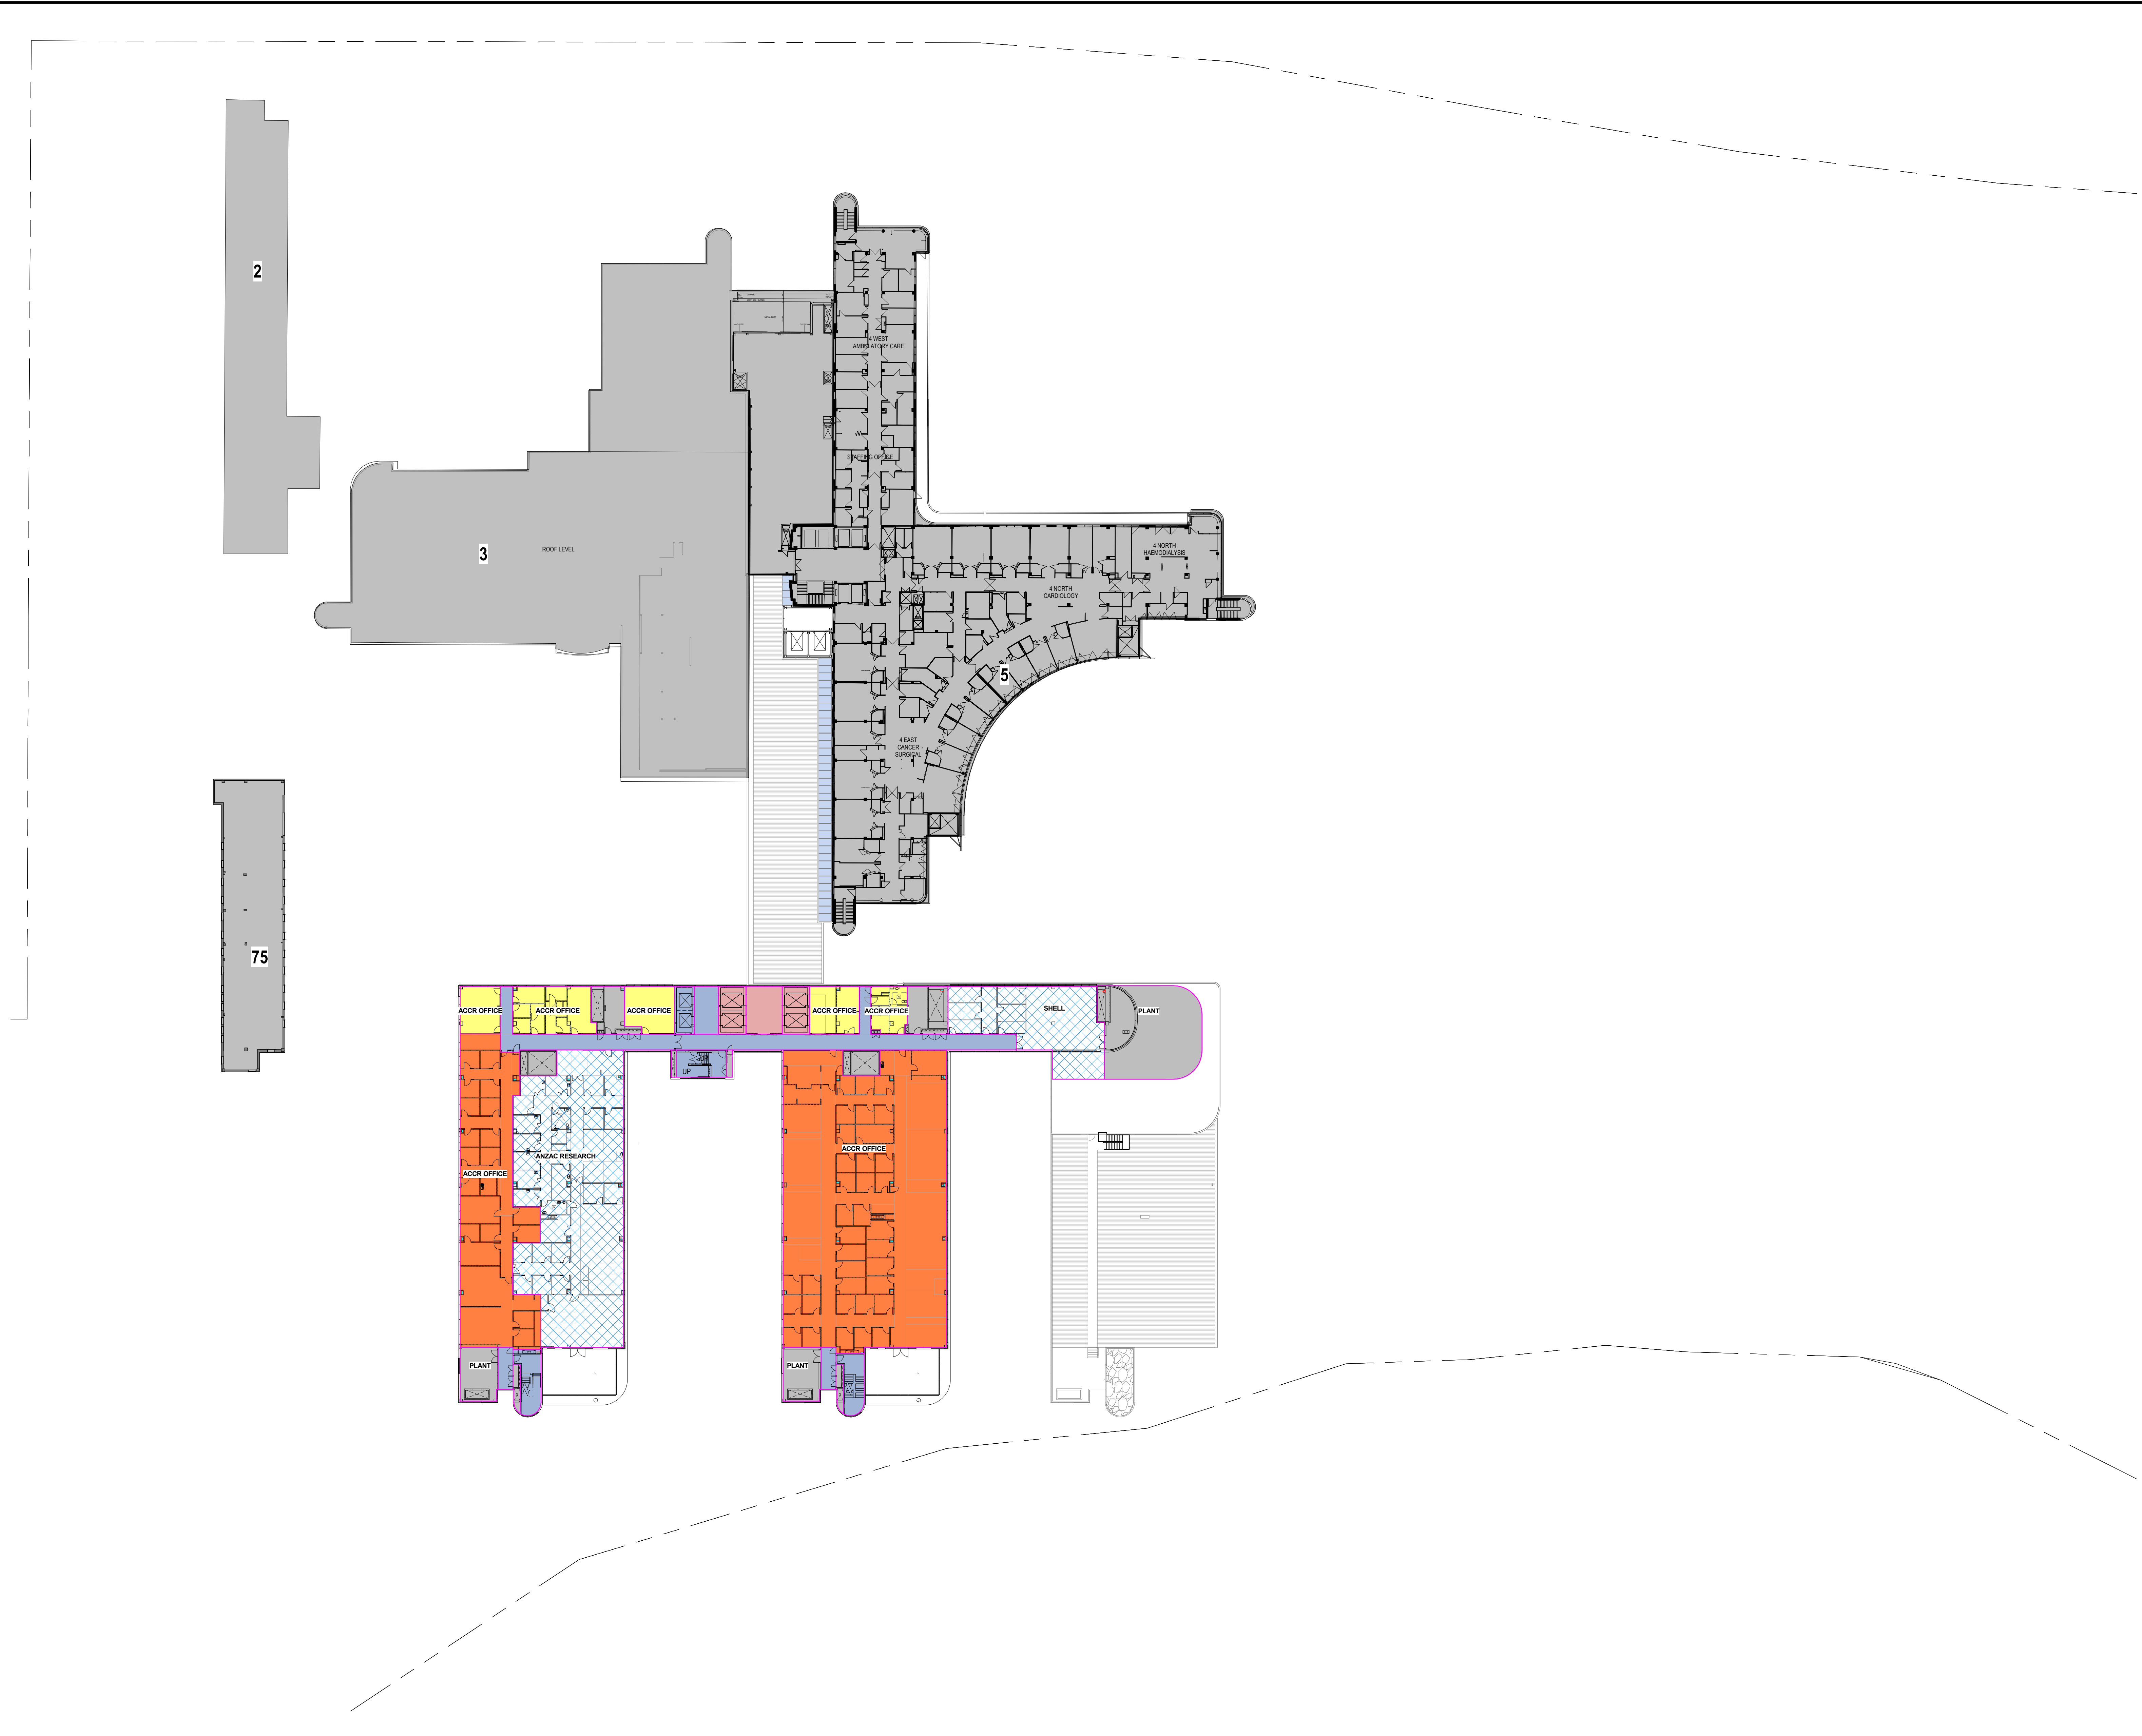 2
4 WEST
AMBULATORY CARE
STAFFING OFFICE
3
ROOF LEVEL
4 NORTH
HAEMODIALYSIS
4 NORTH
CARDIOLOGY
5
4 EAST
CANCER
SURGICAL
75
ACCR OFFICE
ACCR OFFICE
ACCR OFFICE
ACCR OFFICE
ACCR OFFICE
SHELL
PLANT
UP
ACCR OFFICE
ANZAC RESEARCH
ACCR OFFICE
PLANT
PLANT